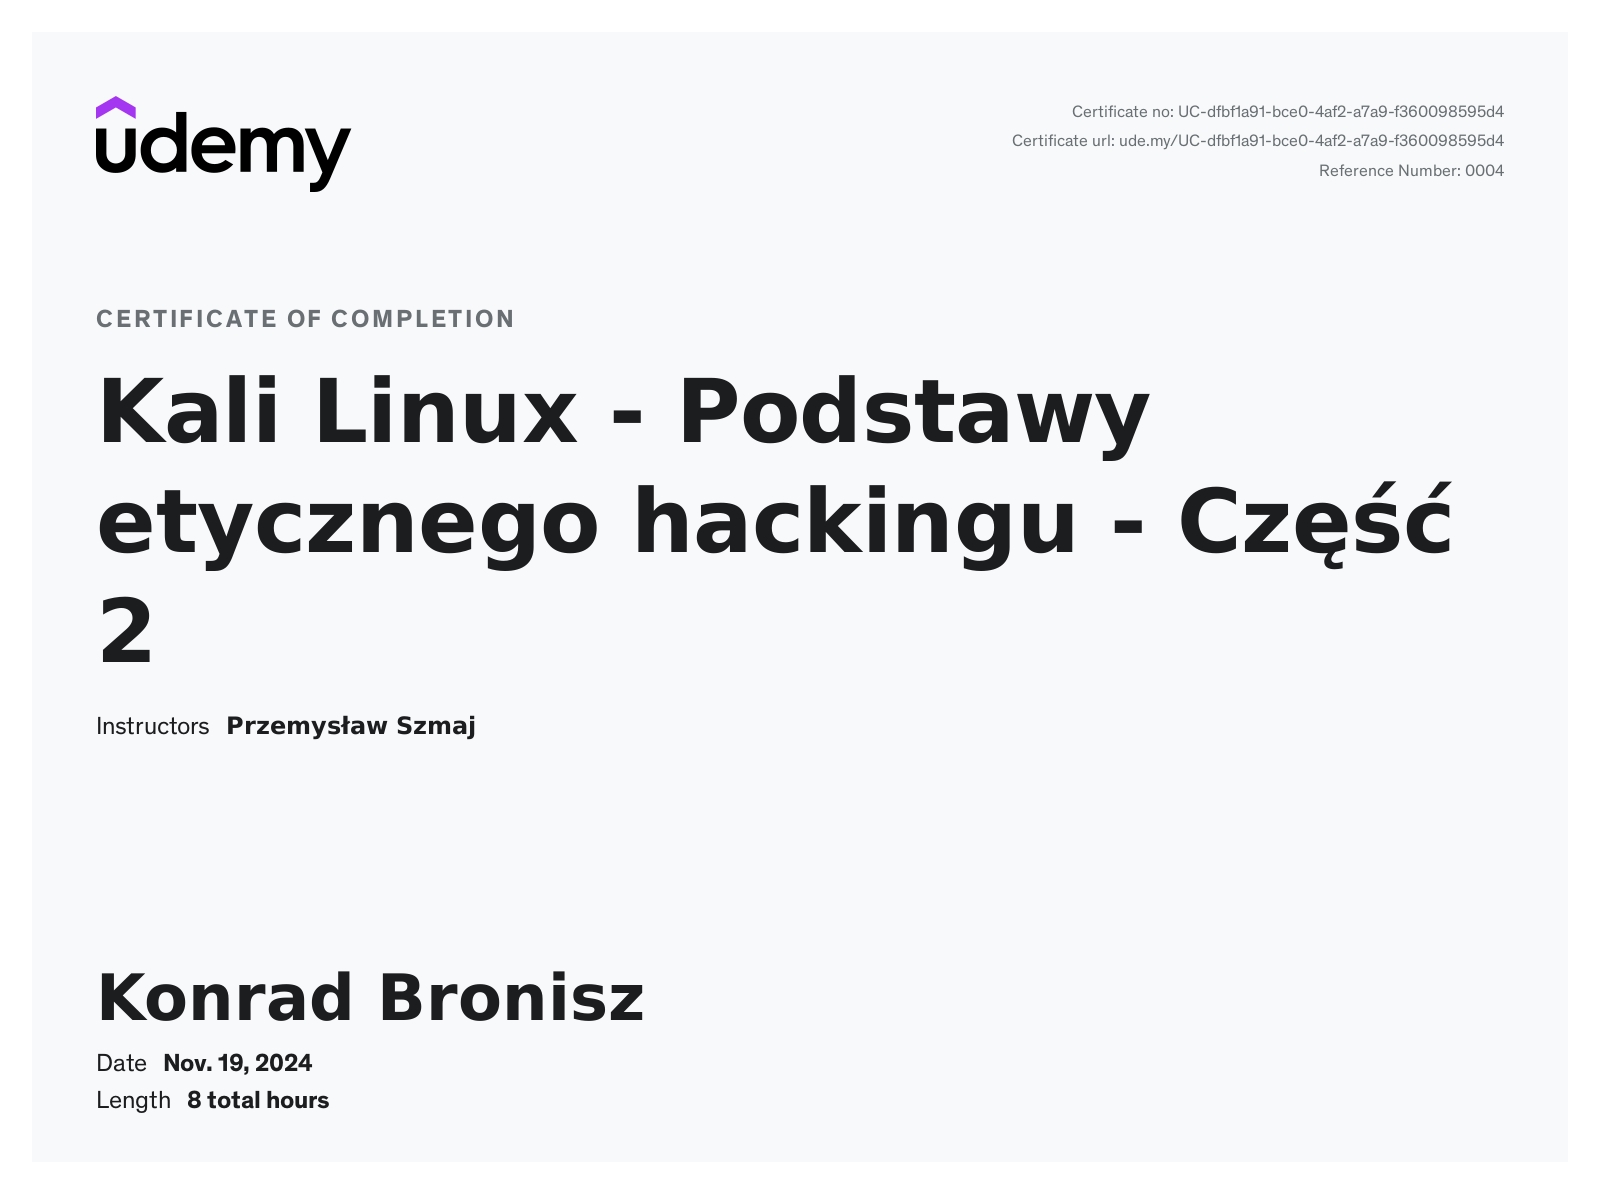 udemy
Certificate no: UC-dfbf1a91-bce0-4af2-a7a9-f360098595d4
Certificate url: ude.my/UC-dfbf1a91-bce0-4af2-a7a9-f360098595d4
Reference Number: 0004
CERTIFICATE OF COMPLETION
Kali Linux - Podstawy
etycznego hackingu - Część
2
Instructors Przemysław Szmaj
Konrad Bronisz
Date Nov. 19, 2024
Length 8 total hours